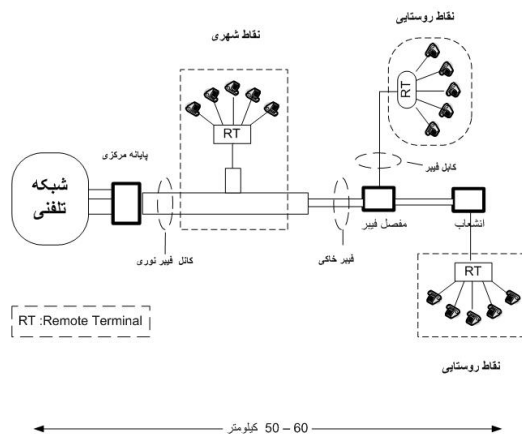 نقاط روستایی
نقاط شهری
RT
RT
پایانه مرکزی
شبکه
تلفنی
کابل فیبر
کانل فیبر نوری
فیبر خاکی
مفصل فیبر
انشعاب
RT
RT :Remote Terminal
نقاط روستایی
50 – 60 کیلومتر